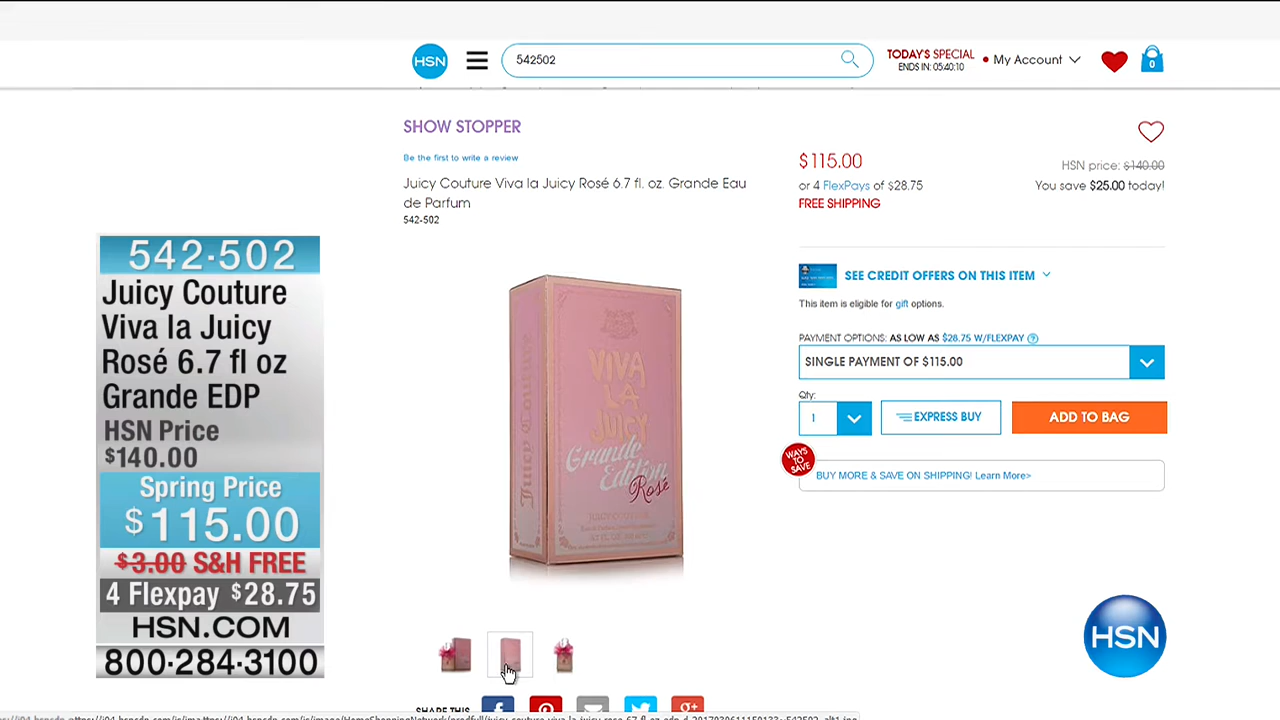 HSN
542502
TODAY'S SPECIAL
ENDS IN: 05:40:10
My Account
0
SHOW STOPPER
Be the first to write a review
Juicy Couture Viva la Juicy Rosé 6.7 fl. oz. Grande Eau
de Parfum
542-502
$115.00
HSN price: $140.00
or 4 FlexPays of $28.75
You save $25.00 today!
FREE SHIPPING
SEE CREDIT OFFERS ON THIS ITEM
This item is eligible for gift options.
PAYMENT OPTIONS: AS LOW AS $28.75 W/FLEXPAY ?
SINGLE PAYMENT OF $115.00
Qty:
1
EXPRESS BUY
ADD TO BAG
WAYS
TO
SAVE
BUY MORE & SAVE ON SHIPPING! Learn More>
542-502
Juicy Couture
Viva la Juicy
Rosé 6.7 fl oz
Grande EDP
HSN Price
$140.00
Spring Price
$115.00
$3.00 S&H FREE
4 Flexpay $28.75
HSN.COM
800-284-3100
Juicy Couture
VIVA
LA
JUICY
Grande
Edition
Rosé
HSN
SHARE THIS